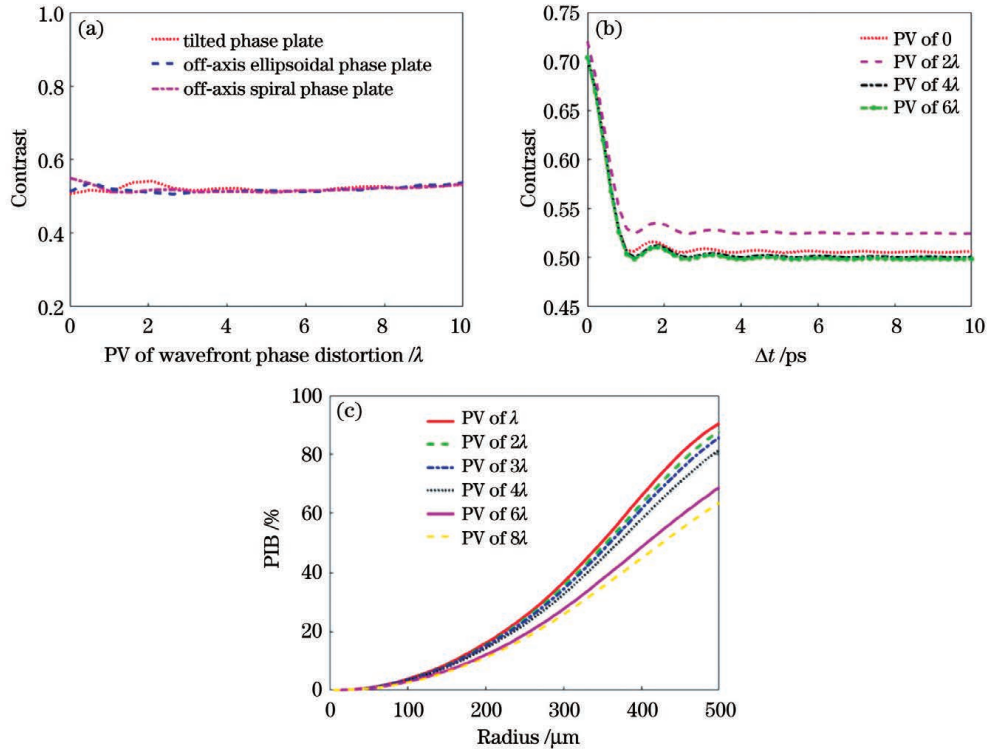 (a)
tilted phase plate
off-axis ellipsoidal phase plate
off-axis spiral phase plate
Contrast
1.0
0.8
0.6
0.4
0.2
0 2 4 6 8 10
PV of wavefront phase distortion /λ
(b)
PV of 0
PV of 2λ
PV of 4λ
PV of 6λ
Contrast
0.75
0.70
0.65
0.60
0.55
0.50
0.45
0 2 4 6 8 10
Δt /ps
(c)
PV of λ
PV of 2λ
PV of 3λ
PV of 4λ
PV of 6λ
PV of 8λ
PIB /%
100
80
60
40
20
0
0 100 200 300 400 500
Radius /μm